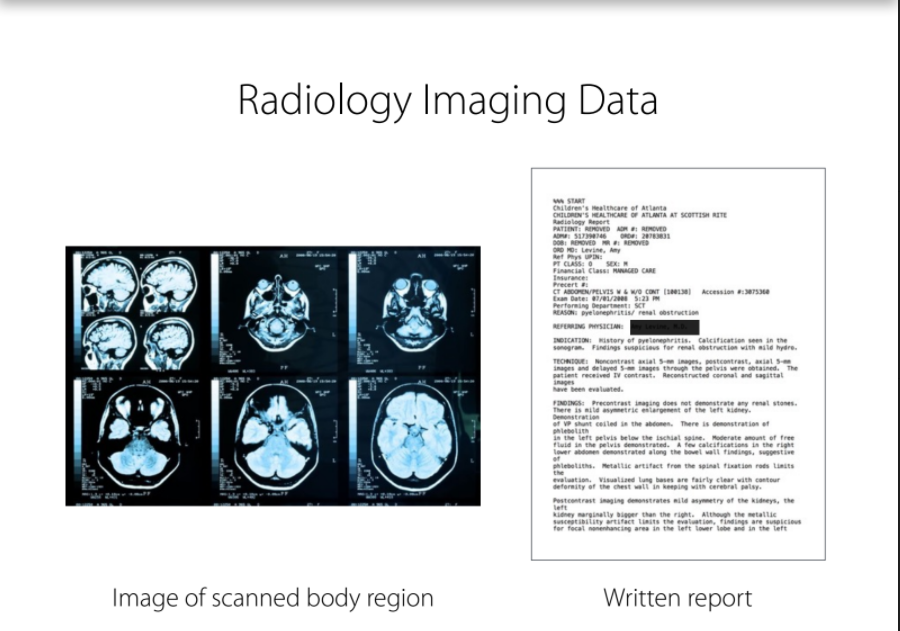 Radiology Imaging Data
%%% START
Children's Healthcare of Atlanta
CHILDREN'S HEALTHCARE OF ATLANTA AT SCOTTISH RITE
Radiology Report
PATIENT: REMOVED ADM #: REMOVED
ADM#: 517390746 ORD#: 20703831
DOB: REMOVED MR #: REMOVED
ORD MD: Levine, Amy
Ref Phys UPIN:
PT CLASS: O SEX: M
Financial Class: MANAGED CARE
Insurance:
Precert #:
CT ABDOMEN/PELVIS W & W/O CONT [100138] Accession #:3075360
Exam Date: 07/01/2008 5:23 PM
Performing Department: SCT
REASON: pyelonephritis/ renal obstruction
REFERRING PHYSICIAN:
INDICATION: History of pyelonephritis. Calcification seen in the
sonogram. Findings suspicious for renal obstruction with mild hydro.
TECHNIQUE: Noncontrast axial 5-mm images, postcontrast, axial 5-mm
images and delayed 5-mm images through the pelvis were obtained. The
patient received IV contrast. Reconstructed coronal and sagittal
images
have been evaluated.
FINDINGS: Precontrast imaging does not demonstrate any renal stones.
There is mild asymmetric enlargement of the left kidney.
Demonstration
of VP shunt coiled in the abdomen. There is demonstration of
phlebolith
in the left pelvis below the ischial spine. Moderate amount of free
fluid in the pelvis demonstrated. A few calcifications in the right
lower abdomen demonstrated along the bowel wall findings, suggestive
of
phleboliths. Metallic artifact from the spinal fixation rods limits
the
evaluation. Visualized lung bases are fairly clear with contour
deformity of the chest wall in keeping with cerebral palsy.
Postcontrast imaging demonstrates mild asymmetry of the kidneys, the
left
kidney marginally bigger than the right. Although the metallic
susceptibility artifact limits the evaluation, findings are suspicious
for focal nonenhancing area in the left lower lobe and in the left
Image of scanned body region
Written report